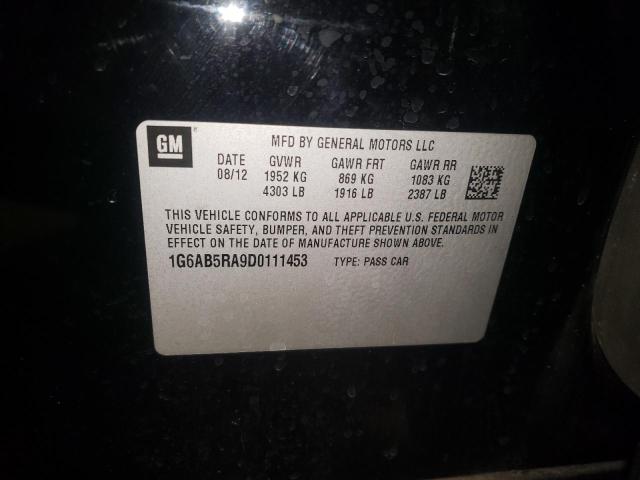 GM ® MFD BY GENERAL MOTORS LLC
DATE GVWR GAWR FRT GAWR RR
08/12 1952 KG 869 KG 1083 KG
4303 LB 1916 LB 2387 LB
THIS VEHICLE CONFORMS TO ALL APPLICABLE U.S. FEDERAL MOTOR
VEHICLE SAFETY, BUMPER, AND THEFT PREVENTION STANDARDS
IN EFFECT ON THE DATE OF MANUFACTURE SHOWN ABOVE.
1G6AB5RA9D0111453 TYPE: PASS CAR